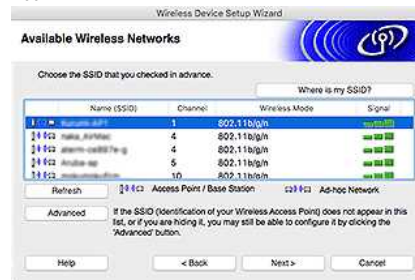 Wireless Device Setup Wizard
Available Wireless Networks
Choose the SSID that you checked in advance.
Where is my SSID?
Name (SSID) Channel Wireless Mode Signal
1 802.11b/g/n
4 802.11b/g/n
4 802.11b/g/n
5 802.11b/g/n
10 802.11b/g/n
Refresh Access Point / Base Station Ad-hoc Network
Advanced
If the SSID (Identification of your Wireless Access Point) does not appear in this
list, or if you are hiding it, you may still be able to configure it by clicking the
'Advanced' button.
Help < Back Next > Cancel